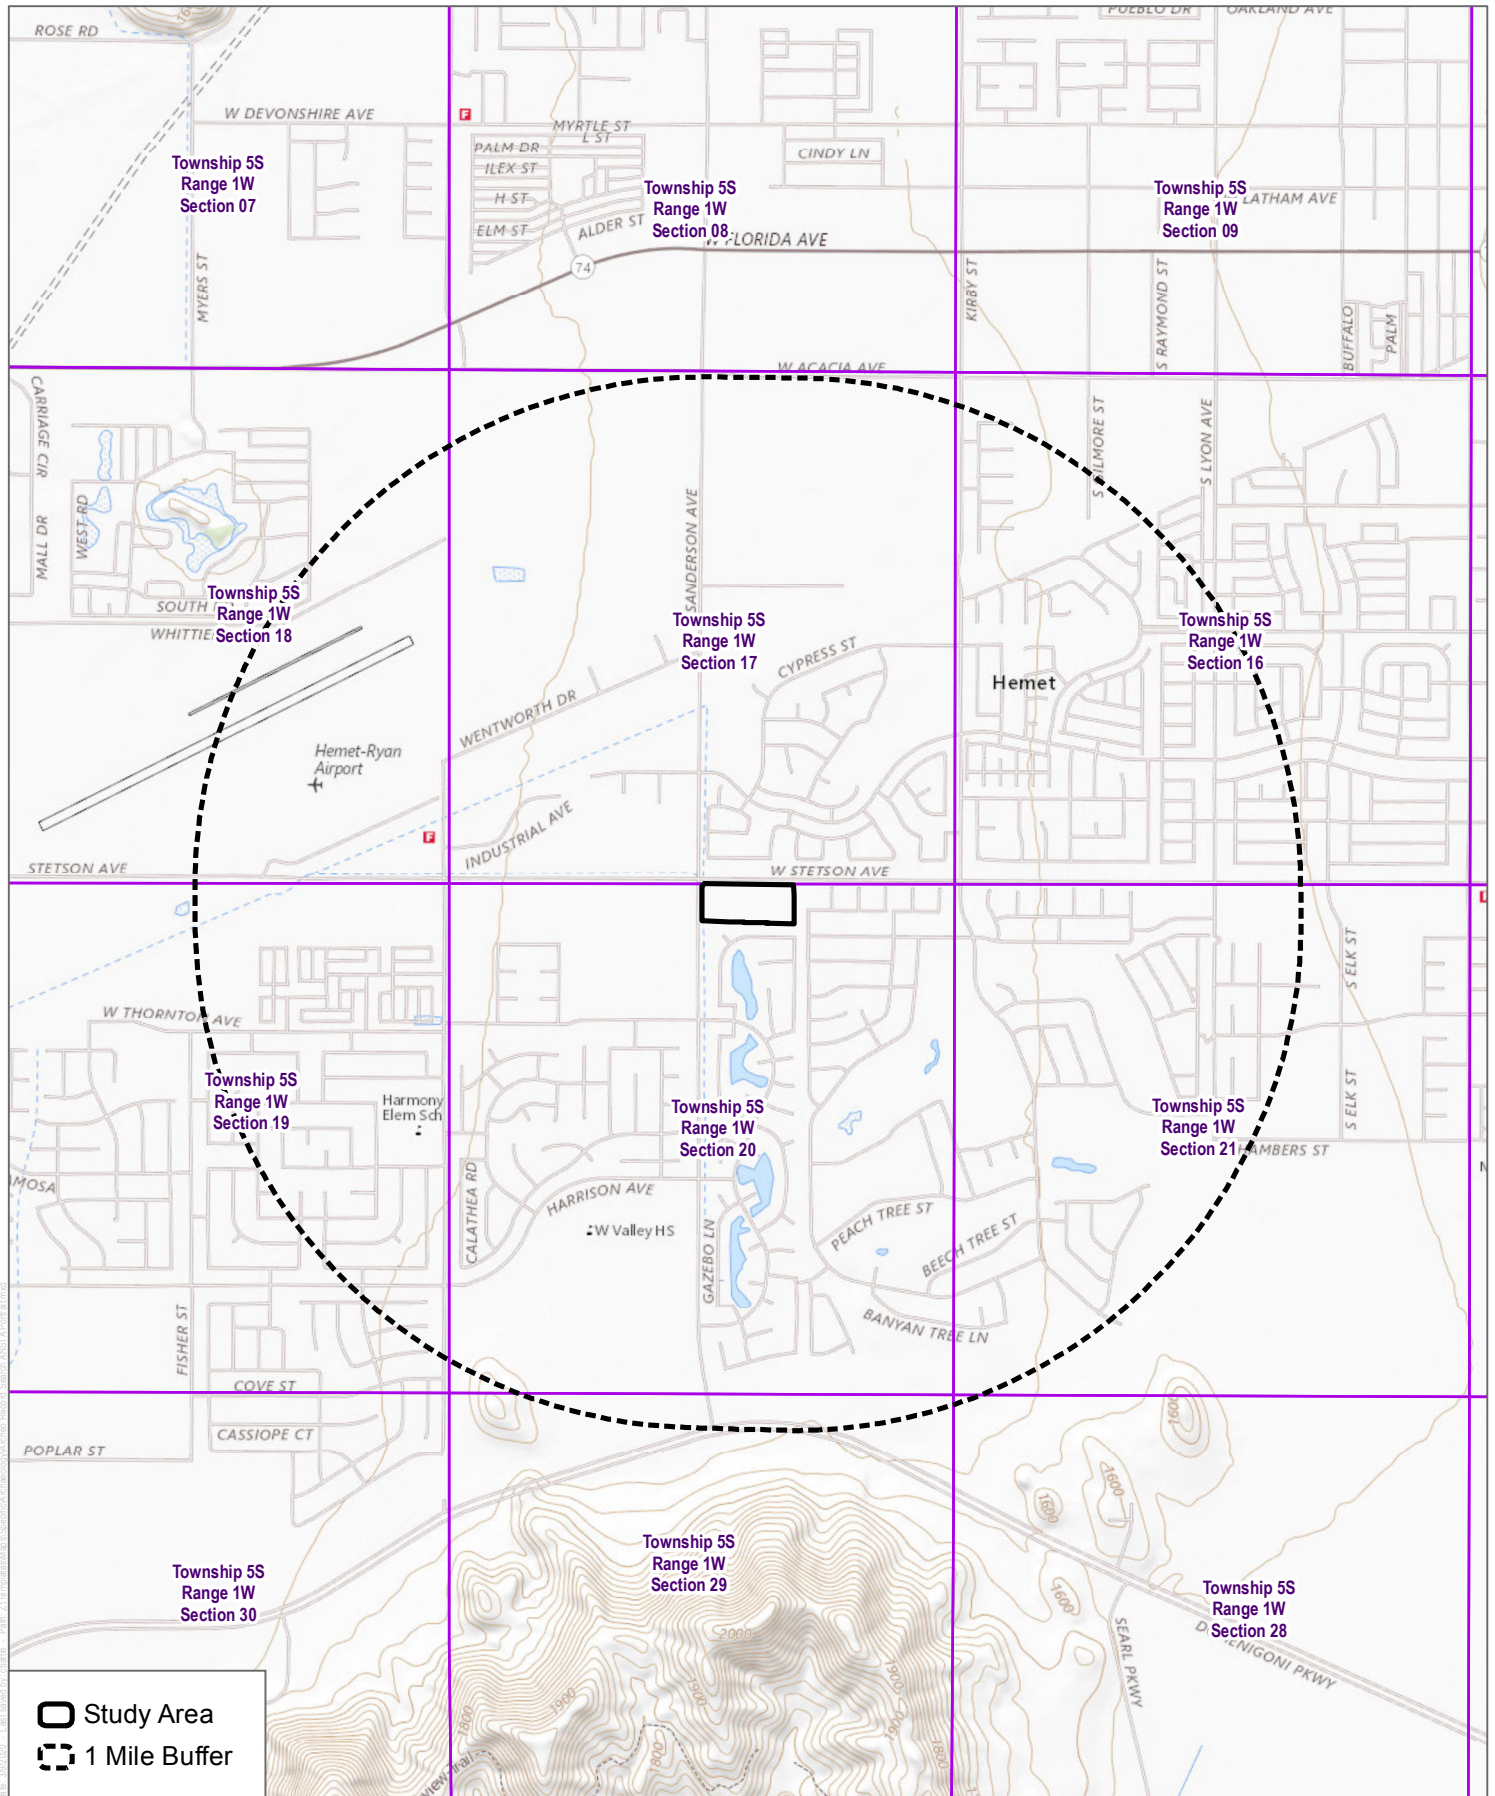 PUEBLO DR
OAKLAND AVE
ROSE RD
W DEVONSHIRE AVE
F
MYRTLE ST
L ST
PALM DR
ILEX ST
H ST
ELM ST
ALDER ST
CINDY LN
Township 5S
Range 1W
Section 07
Township 5S
Range 1W
Section 08
Township 5S
Range 1W
Section 09
LATHAM AVE
W FLORIDA AVE
74
MYERS ST
KIRBY ST
S RAYMOND ST
BUFFALO
PALM
W ACACIA AVE
CARRIAGE CIR
WEST RD
SANDERSON AVE
S GILMORE ST
S LYON AVE
SOUTH
WHITTIE
Township 5S
Range 1W
Section 18
Township 5S
Range 1W
Section 17
Township 5S
Range 1W
Section 16
CYPRESS ST
Hemet
WENTWORTH DR
Hemet-Ryan
Airport
F
INDUSTRIAL AVE
STETSON AVE
W STETSON AVE
S ELK ST
W THORNTON AVE
Township 5S
Range 1W
Section 19
Harmony
Elem Sch
Township 5S
Range 1W
Section 20
Township 5S
Range 1W
Section 21
S ELK ST
HAMBERS ST
AMOSA
CALATHEA RD
HARRISON AVE
W Valley HS
GAZEBO LN
PEACH TREE ST
BEECH TREE ST
BANYAN TREE LN
FISHER ST
COVE ST
CASSIOPE CT
POPLAR ST
1600
1600
1600
1600
Township 5S
Range 1W
Section 30
Township 5S
Range 1W
Section 29
Township 5S
Range 1W
Section 28
2000
SEARL PKWY
DOMENIGONI PKWY
1900
1900
1900
1900
1800
1800
1800
view Trail
Study Area
1 Mile Buffer